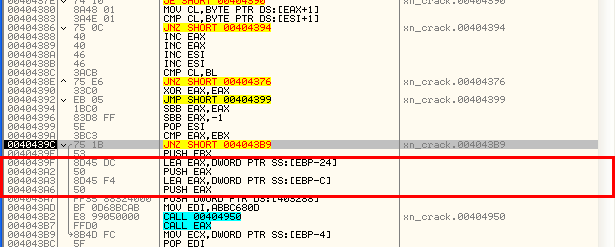 0040437E 74 10 JE SHORT 00404390
00404380 3A48 01 MOV CL,BYTE PTR DS:[EAX+1]
00404383 3A4E 01 CMP CL,BYTE PTR DS:[ESI+1]
00404386 75 0C JNZ SHORT 00404394 xn_crack.00404394
00404388 40 INC EAX
00404389 40 INC EAX
0040438A 46 INC ESI
0040438B 46 INC ESI
0040438C 3ACB CMP CL,BL
0040438E 75 E6 JNZ SHORT 00404376 xn_crack.00404376
00404390 33C0 XOR EAX,EAX
00404392 EB 05 JMP SHORT 00404399 xn_crack.00404399
00404394 1BC0 SBB EAX,EAX
00404396 83D8 FF SBB EAX,-1
00404399 5E POP ESI
0040439A 3BC3 CMP EAX,EBX
0040439C 75 1B JNZ SHORT 004043B9 xn_crack.004043B9
0040439E 53 PUSH EBX
0040439F 8D45 DC LEA EAX,DWORD PTR SS:[EBP-24]
004043A2 50 PUSH EAX
004043A3 8D45 F4 LEA EAX,DWORD PTR SS:[EBP-C]
004043A6 50 PUSH EAX
004043A7 PUSH DWORD PTR DS:[403288]
004043AD BF 0D68BCAB MOV EDI,ABBC680D
004043B2 E8 99050000 CALL 00404950 xn_crack.00404950
004043B7 FFD0 CALL EAX
004043B9 8B4D FC MOV ECX,DWORD PTR SS:[EBP-4]
004043BC 5F POP EDI